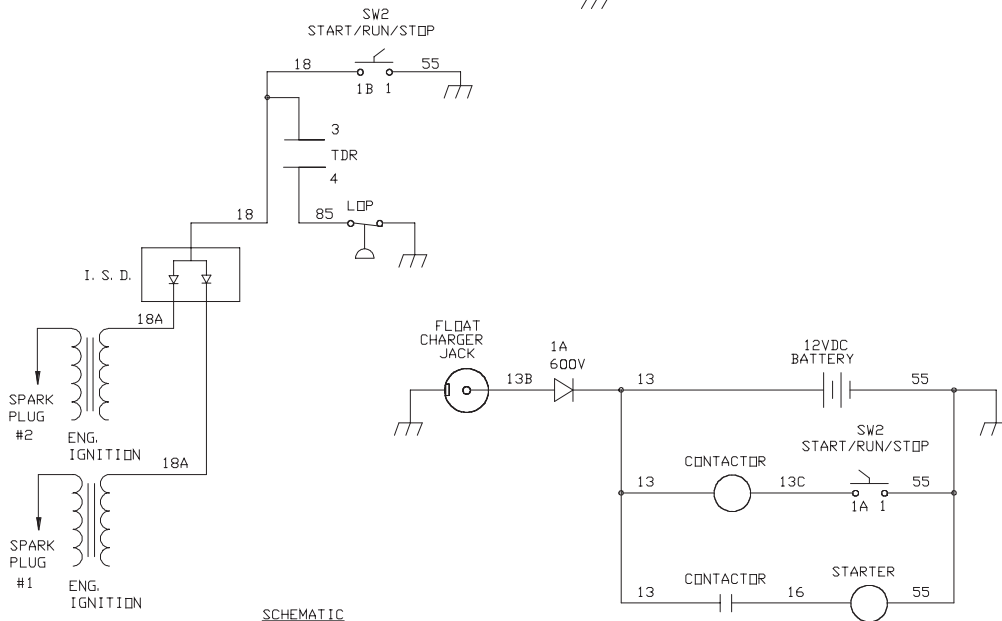 SW2
START/RUN/STOP
18
55
1B 1
3
TDR
4
18
85
LOP
I. S. D.
18A
SPARK
PLUG
#2
ENG.
IGNITION
18A
SPARK
PLUG
#1
ENG.
IGNITION
SCHEMATIC
FLOAT
CHARGER
JACK
13B
1A
600V
13
12VDC
BATTERY
55
SW2
START/RUN/STOP
13
CONTACTOR
13C
1A 1
55
13
CONTACTOR
16
STARTER
55